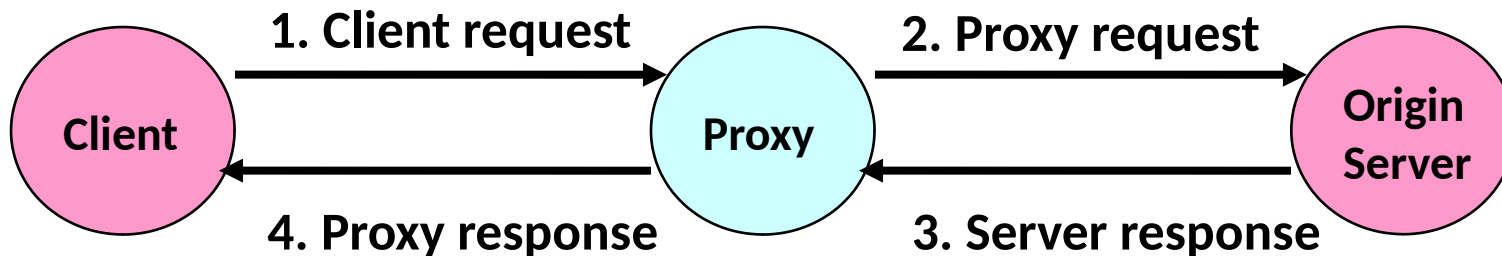 1. Client request
2. Proxy request
Client
Proxy
Origin
Server
4. Proxy response
3. Server response